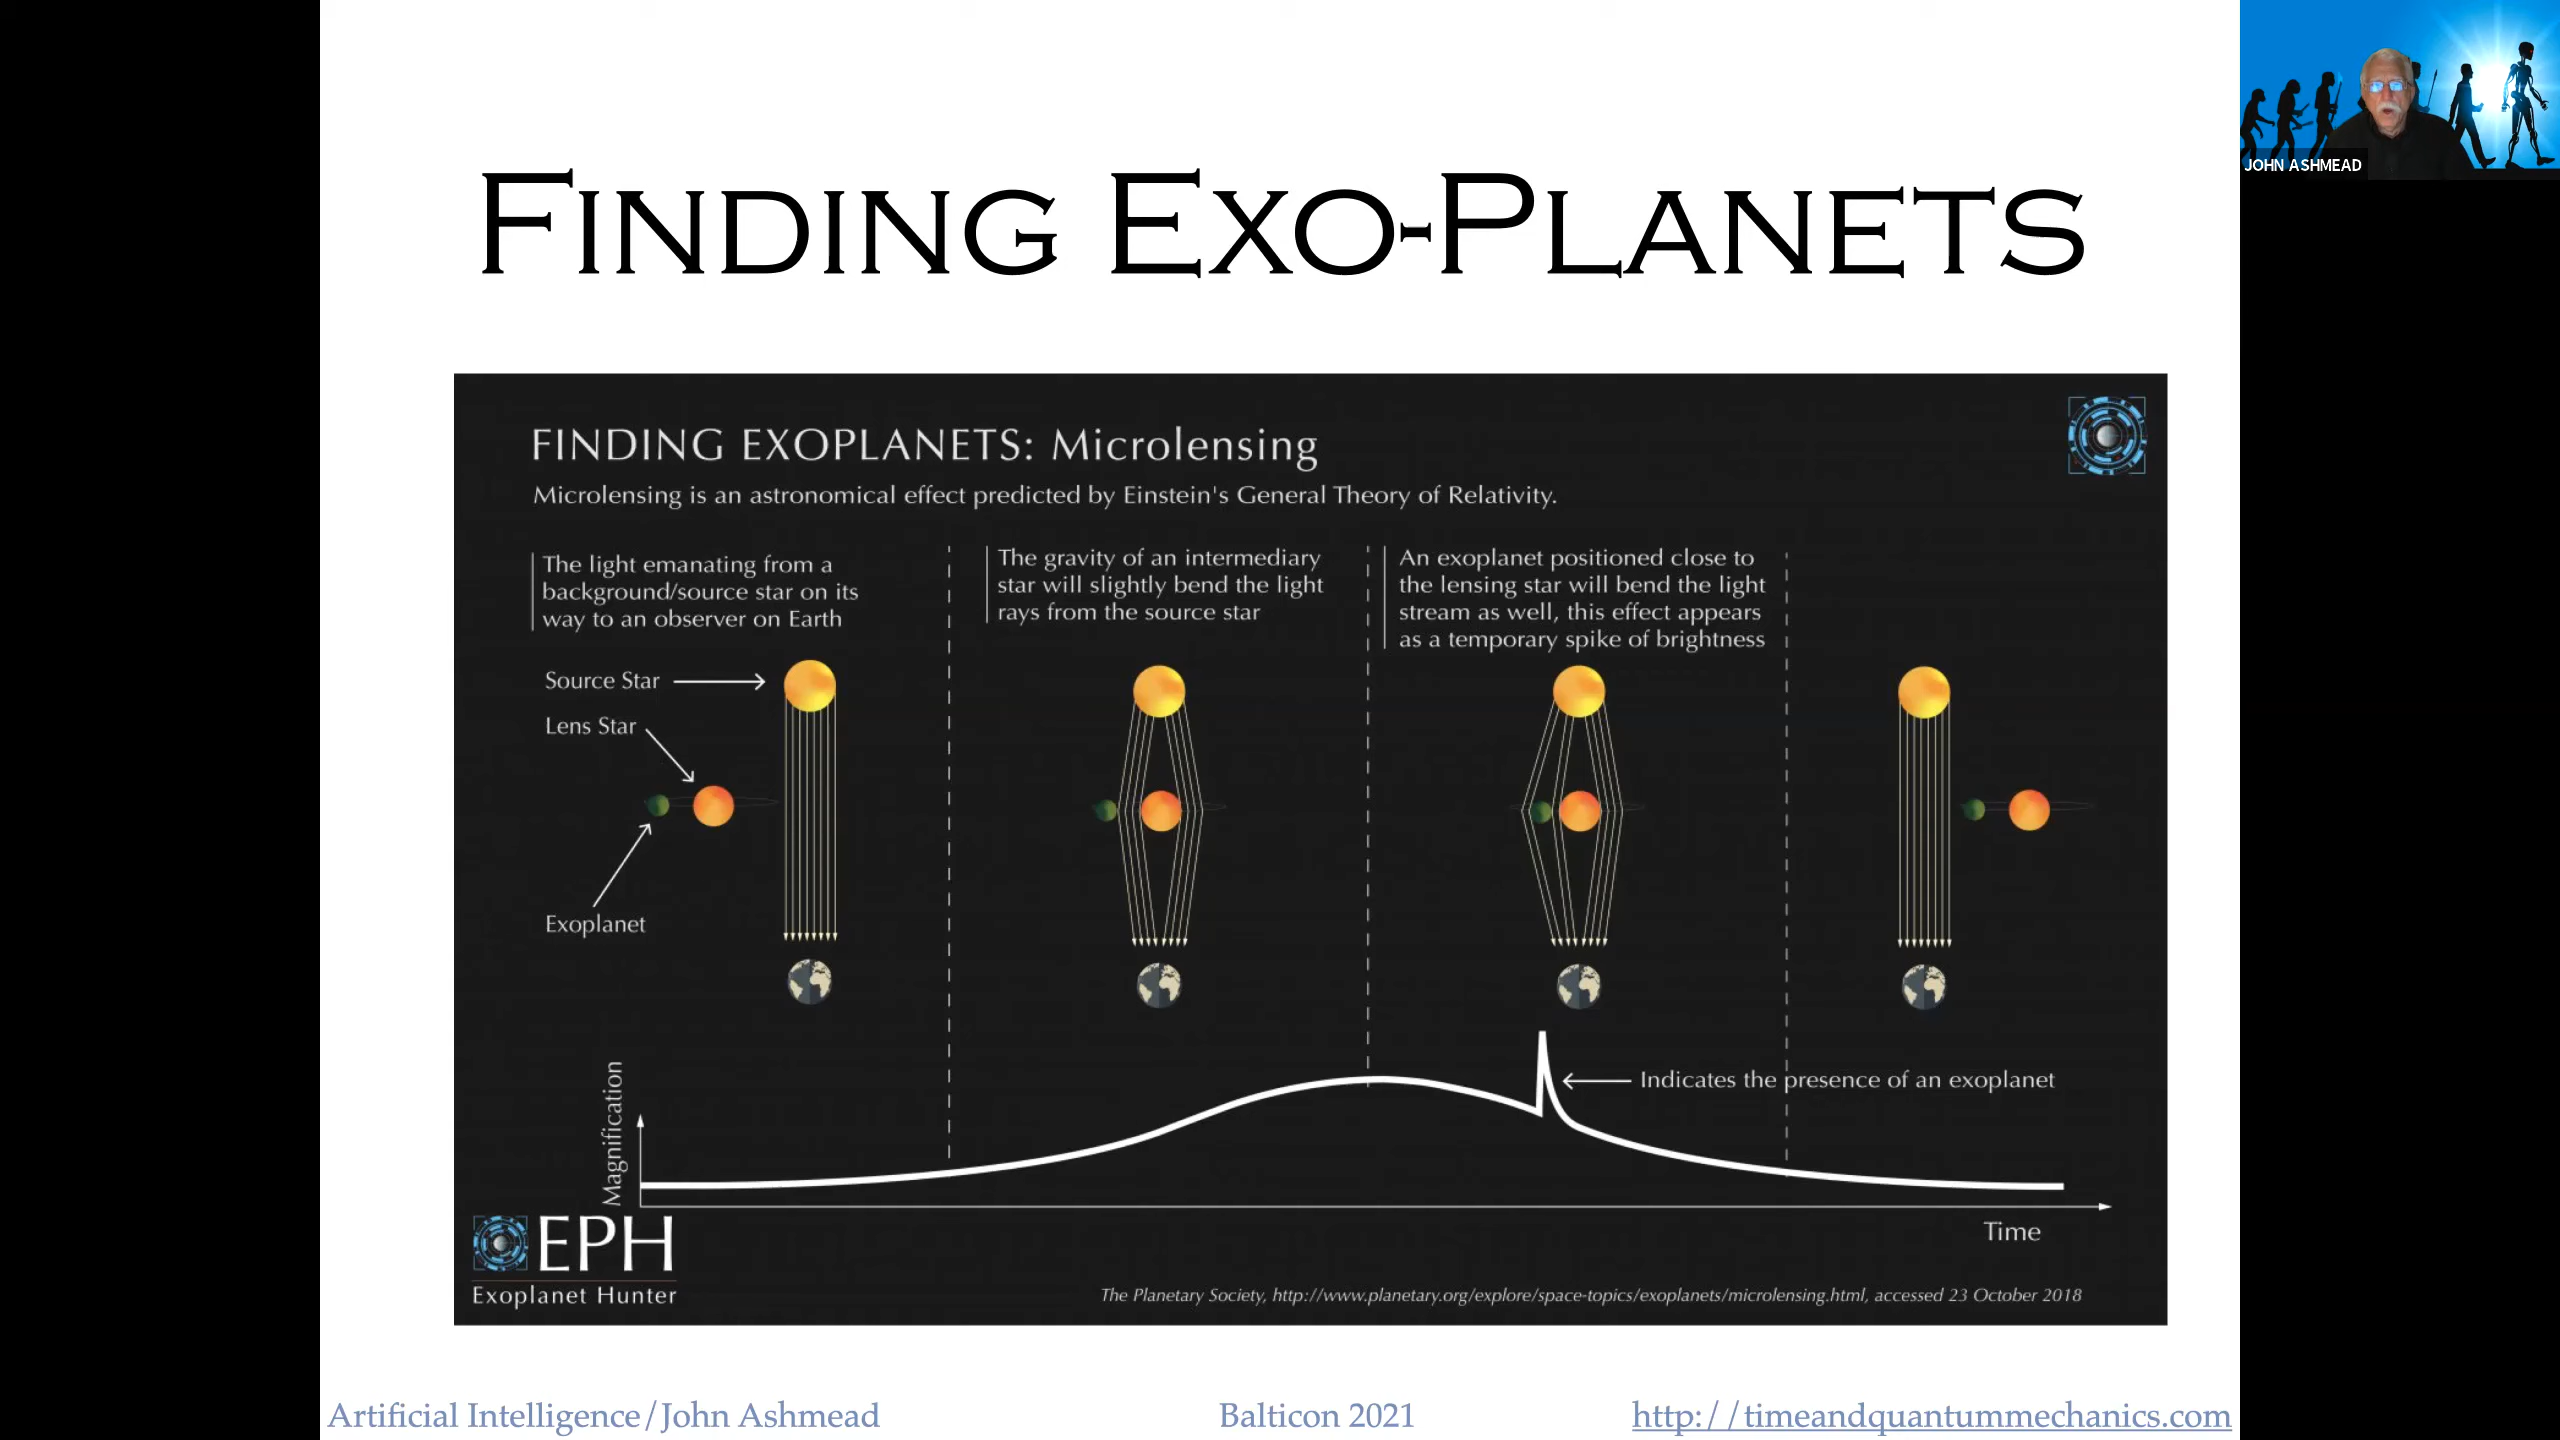 FINDING EXO-PLANETS
JOHN ASHMEAD
FINDING EXOPLANETS: Microlensing
Microlensing is an astronomical effect predicted by Einstein's General Theory of Relativity.
The light emanating from a
background/source star on its
way to an observer on Earth
The gravity of an intermediary
star will slightly bend the light
rays from the source star
An exoplanet positioned close to
the lensing star will bend the light
stream as well, this effect appears
as a temporary spike of brightness
Source Star
Lens Star
Exoplanet
Magnification
Indicates the presence of an exoplanet
Time
EPH
Exoplanet Hunter
The Planetary Society, http://www.planetary.org/explore/space-topics/exoplanets/microlensing.html, accessed 23 October 2018
Artificial Intelligence/John Ashmead
Balticon 2021
http://timeandquantummechanics.com